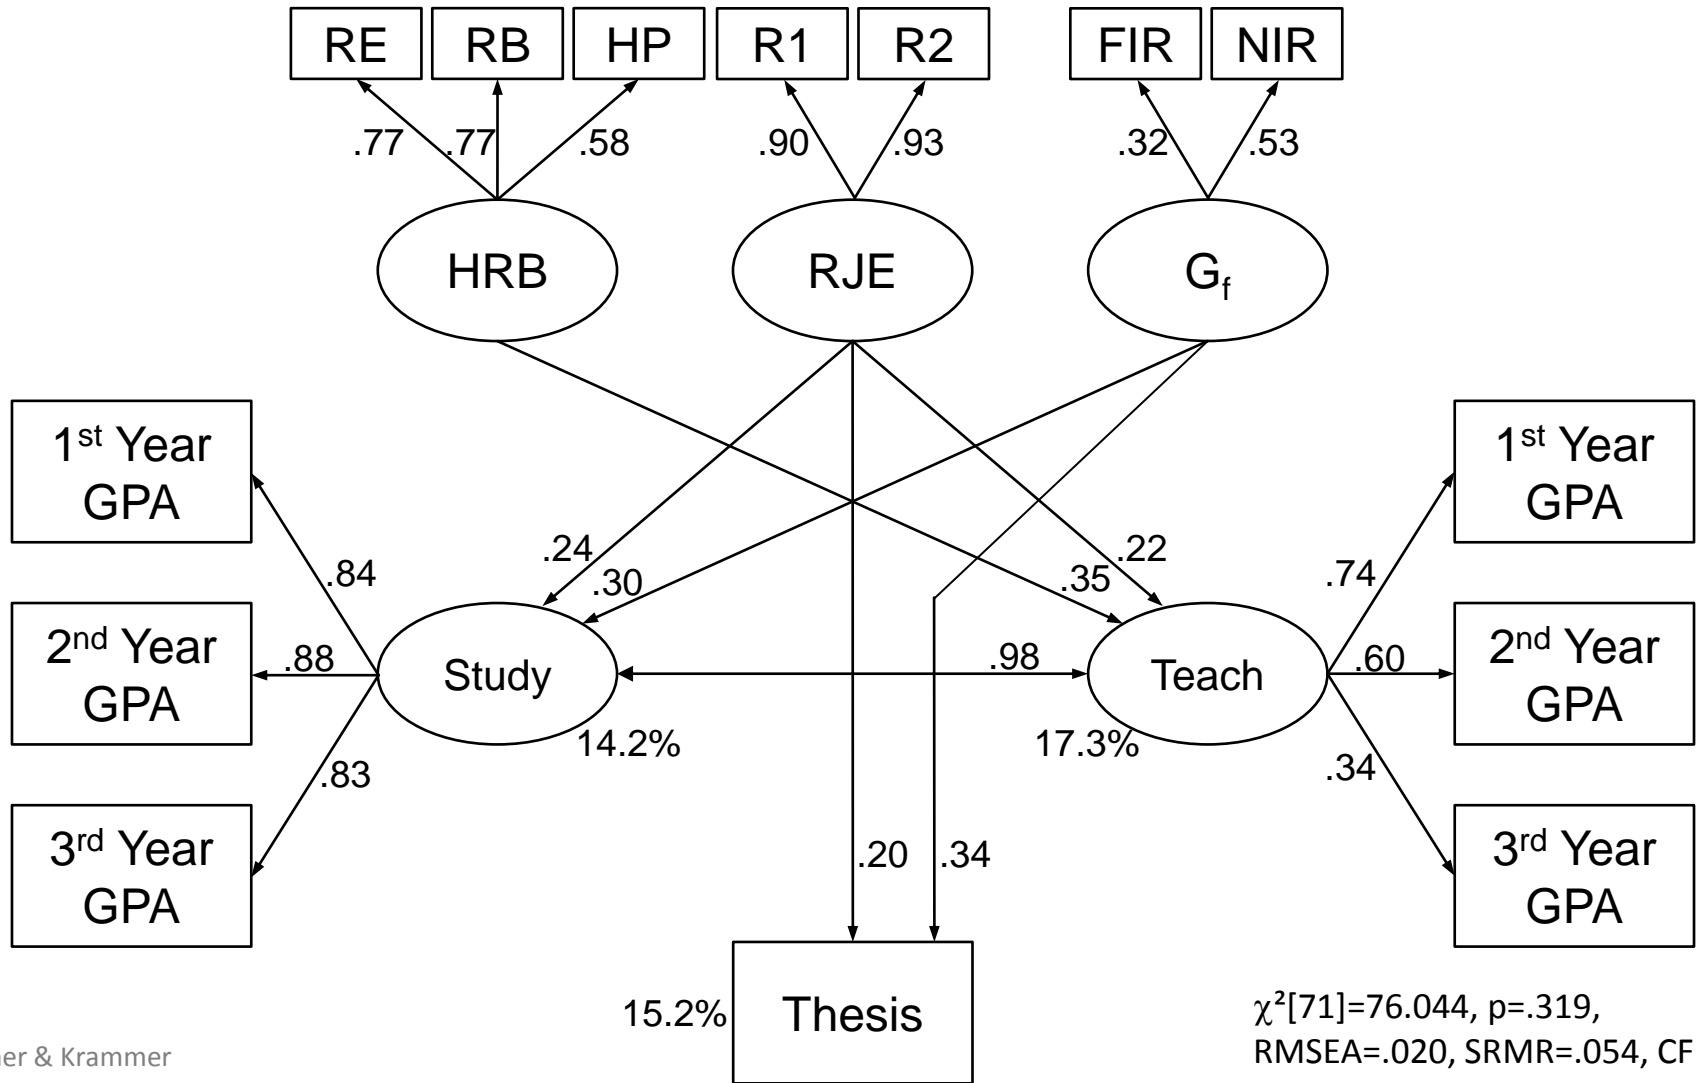 RE RB HP R1 R2 FIR NIR
.77 .77 .58 .90 .93 .32 .53
HRB RJE Gf
1st Year
GPA
1st Year
GPA
.24 .22
.30 .35
.84 .74
2nd Year
GPA
.88 Study .98 Teach .60
2nd Year
GPA
14.2% 17.3%
.83 .34
3rd Year
GPA
.20 .34
3rd Year
GPA
15.2% Thesis
χ²[71]=76.044, p=.319,
RMSEA=.020, SRMR=.054,
& Krammer